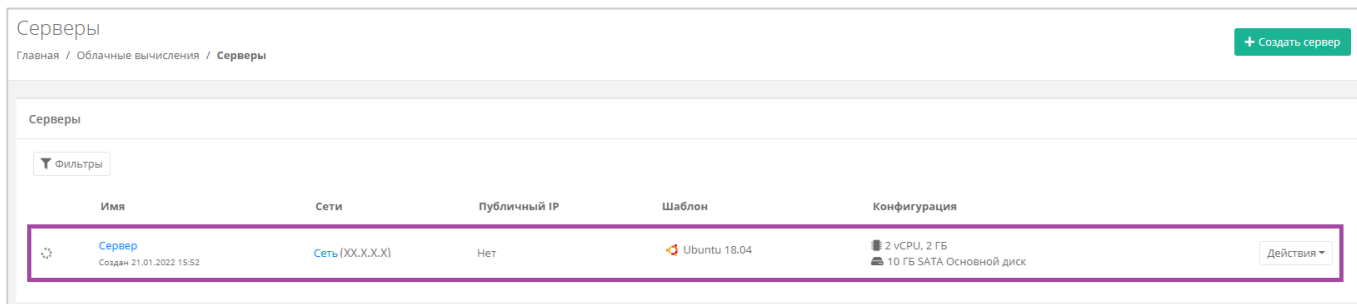 Серверы
Главная / Облачные вычисления / Серверы
+ Создать сервер
Серверы
Фильтры
Имя Сети Публичный IP Шаблон Конфигурация
Сервер Сеть (XX.X.X.X) Нет Ubuntu 18.04 2 vCPU, 2 ГБ Действия
Создан 21.01.2022 15:52 10 ГБ SATA Основной диск